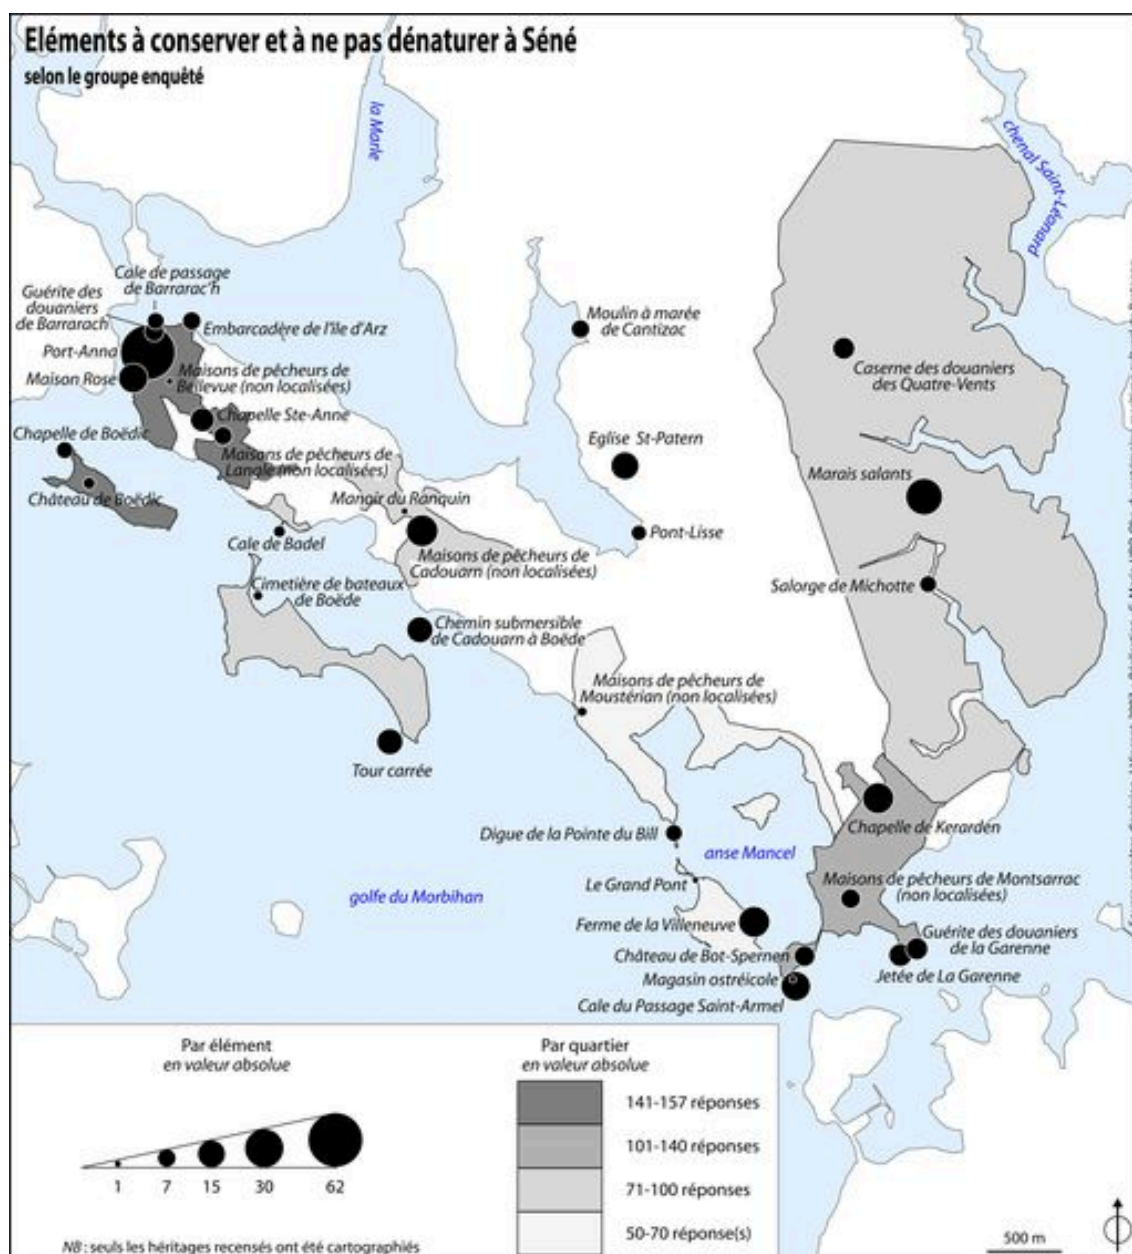 Eléments à conserver et à ne pas dénaturer à Séné
selon le groupe enquêté
la Marle
chenal Saint-Léonard
Cale de passage
de Barrarac'h
Guérite des
douaniers
de Barrarach
Embarcadère de l'île d'Arz
Port-Anna
Maison Rose
Maisons de pêcheurs de
Bellevue (non localisées)
Moulin à marée
de Cantizac
Caserne des douaniers
des Quatre-Vents
Chapelle Ste-Anne
Chapelle de Boëdic
Maisons de pêcheurs de
Langle (non localisées)
Château de Boëdic
Eglise St-Patern
Marais salants
Manoir du Ranquin
Cale de Badel
Pont-Lisse
Maisons de pêcheurs de
Cadouarn (non localisées)
Cimetière de bateaux
de Boëde
Salorge de Michotte
Chemin submersible
de Cadouarn à Boëde
Maisons de pêcheurs de
Moustérian (non localisées)
Tour carrée
Digue de la Pointe du Bill
Chapelle de Kerarden
anse Mancel
golfe du Morbihan
Le Grand Pont
Maisons de pêcheurs de Montsarrac
(non localisées)
Ferme de la Villeneuve
Guérite des douaniers
de la Garenne
Château de Bot-Spernen
Jetée de La Garenne
Magasin ostréicole
Cale du Passage Saint-Armel
Par élément
en valeur absolue
1 7 15 30 62
NB : seuls les héritages recensés ont été cartographiés
Par quartier
en valeur absolue
141-157 réponses
101-140 réponses
71-100 réponses
50-70 réponse(s)
500 m